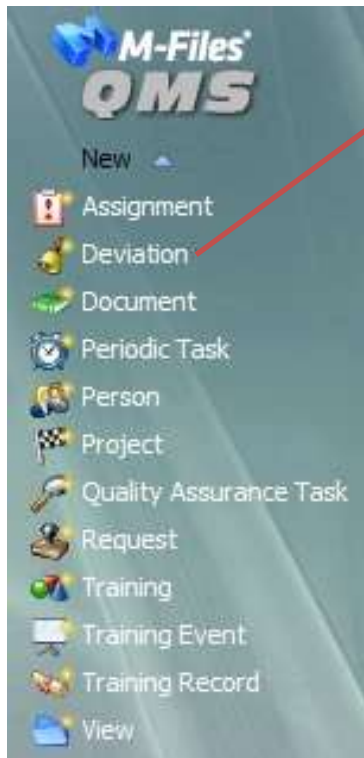 M-Files®
QMS
New
Assignment
Deviation
Document
Periodic Task
Person
Project
Quality Assurance Task
Request
Training
Training Event
Training Record
View